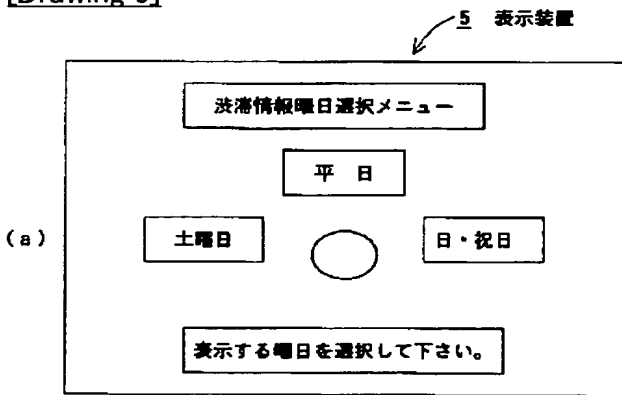 5 表示装置
渋滞情報曜日選択メニュー
平 日
(a)
土曜日
日・祝日
表示する曜日を選択して下さい。